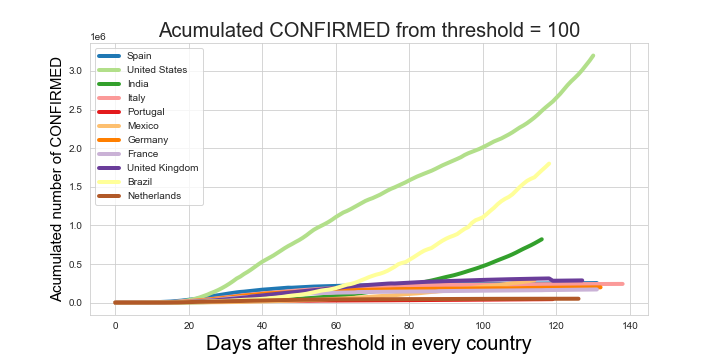 Acumulated CONFIRMED from threshold = 100
1e6
3.0
2.5
2.0
1.5
1.0
0.5
0.0
Acumulated number of CONFIRMED
Spain
United States
India
Italy
Portugal
Mexico
Germany
France
United Kingdom
Brazil
Netherlands
0 20 40 60 80 100 120 140
Days after threshold in every country